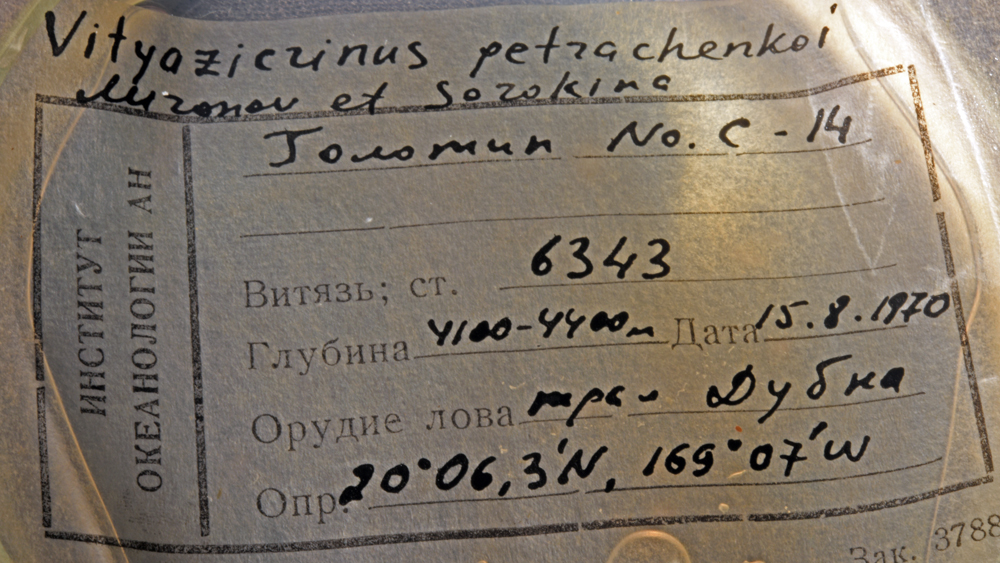 Vityazicrinus petrachenkoi
Mironov et Sorokina
Голотип No. C-14
ИНСТИТУТ
ОКЕАНОЛОГИИ АН
Витязь; ст. 6343
Глубина 4100-4400м Дата 15.8.1970
Орудие лова трал Дубна
Опр. 20°06,3'N, 169°07'W
Зак. 3788